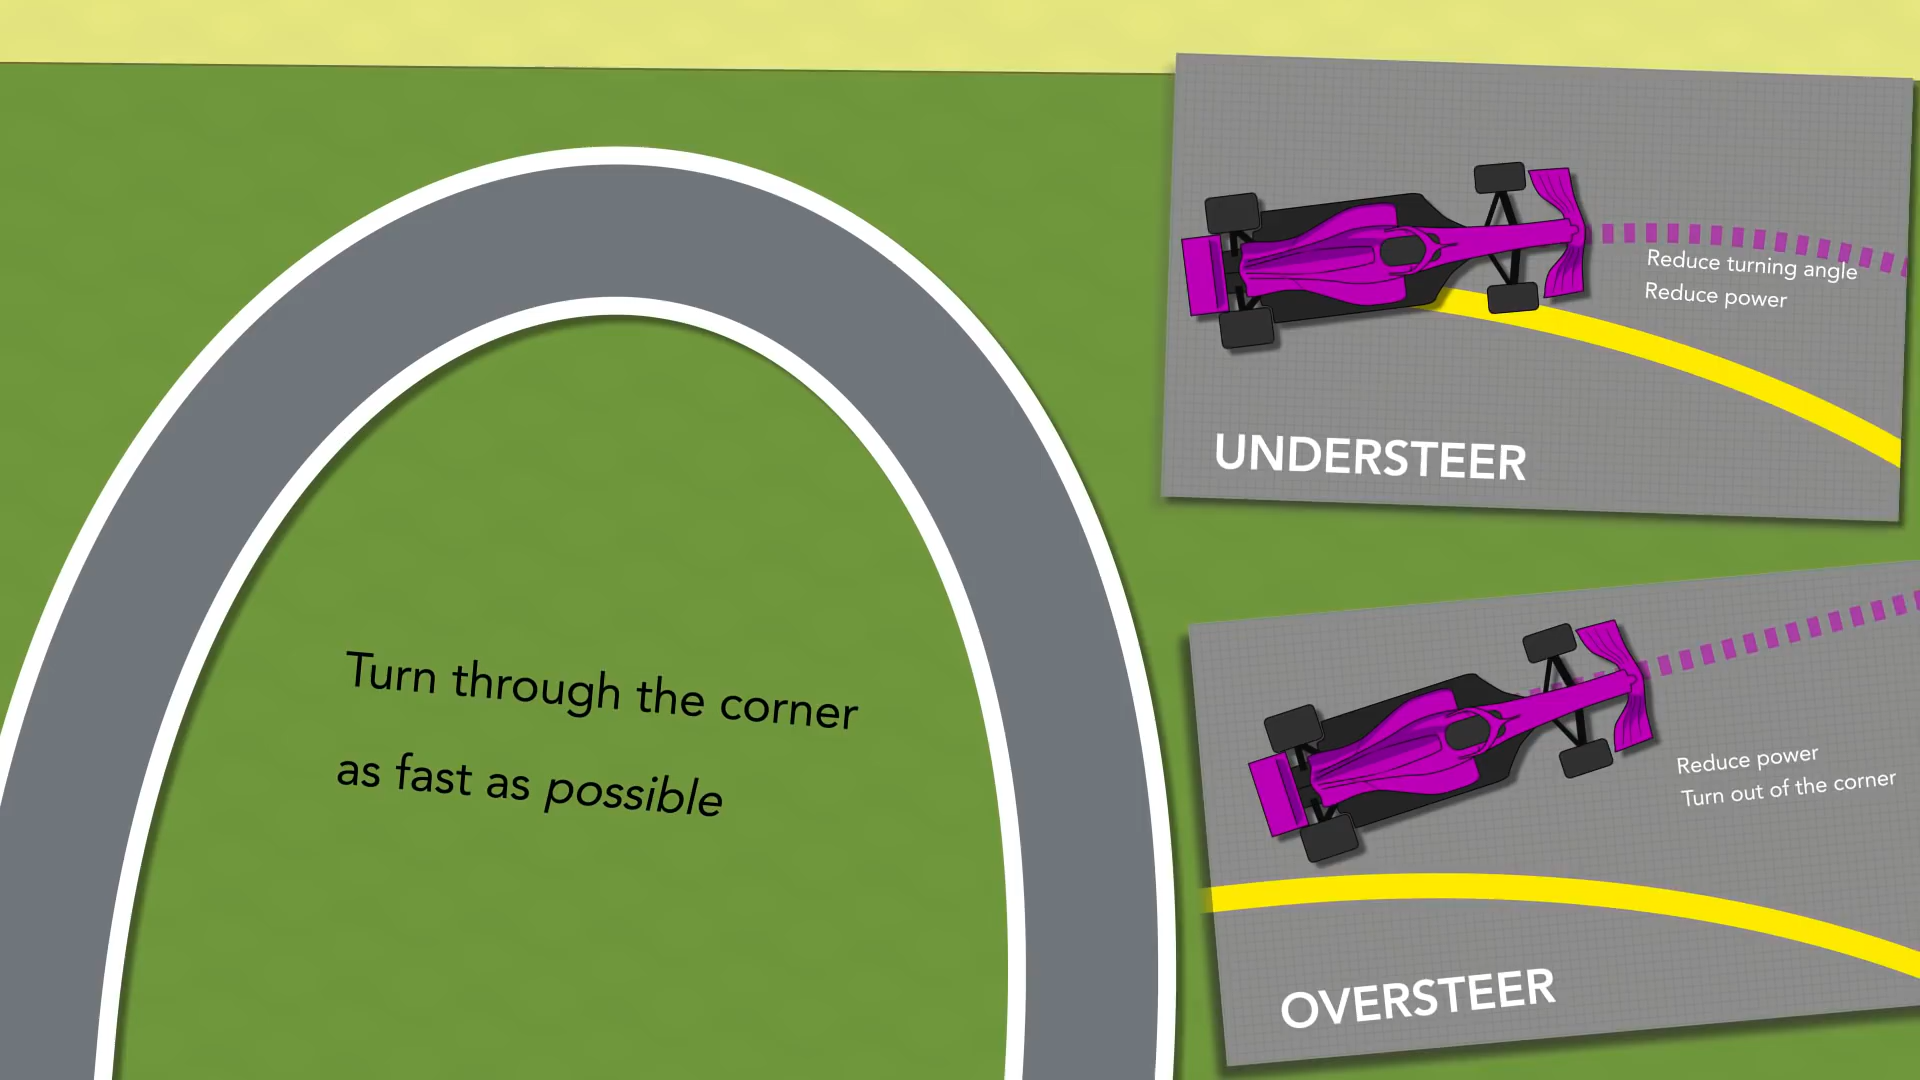 Turn through the corner
as fast as possible
Reduce turning angle
Reduce power
UNDERSTEER
Reduce power
Turn out of the corner
OVERSTEER